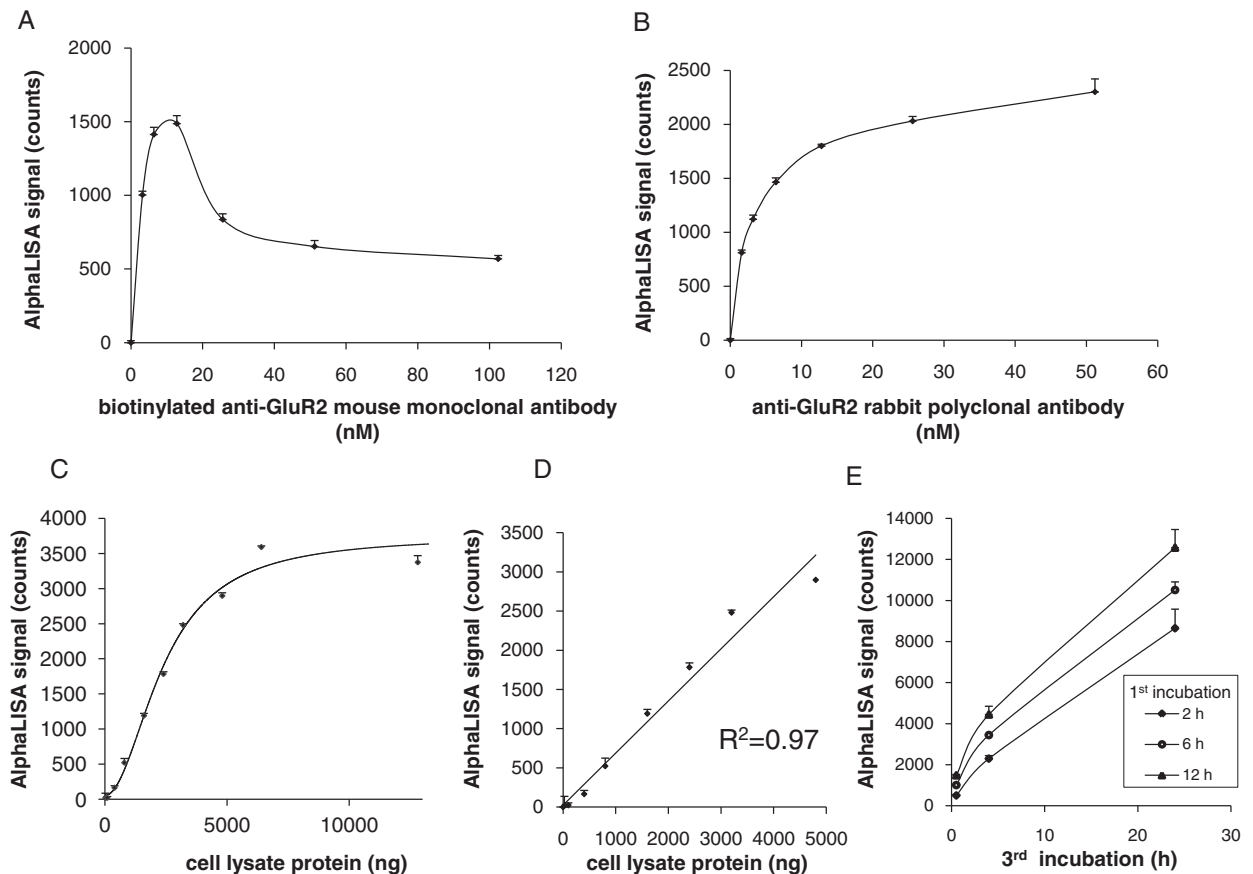 A
AlphaLISA signal (counts)
2000
1500
1000
500
0
0 20 40 60 80 100 120
biotinylated anti-GluR2 mouse monoclonal antibody
(nM)
B
AlphaLISA signal (counts)
2500
2000
1500
1000
500
0
0 10 20 30 40 50 60
anti-GluR2 rabbit polyclonal antibody
(nM)
C
AlphaLISA signal (counts)
4000
3500
3000
2500
2000
1500
1000
500
0
0 5000 10000
cell lysate protein (ng)
D
AlphaLISA signal (counts)
3500
3000
2500
2000
1500
1000
500
0
R²=0.97
0 1000 2000 3000 4000 5000
cell lysate protein (ng)
E
AlphaLISA signal (counts)
14000
12000
10000
8000
6000
4000
2000
0
1st incubation
2 h
6 h
12 h
0 10 20 30
3rd incubation (h)